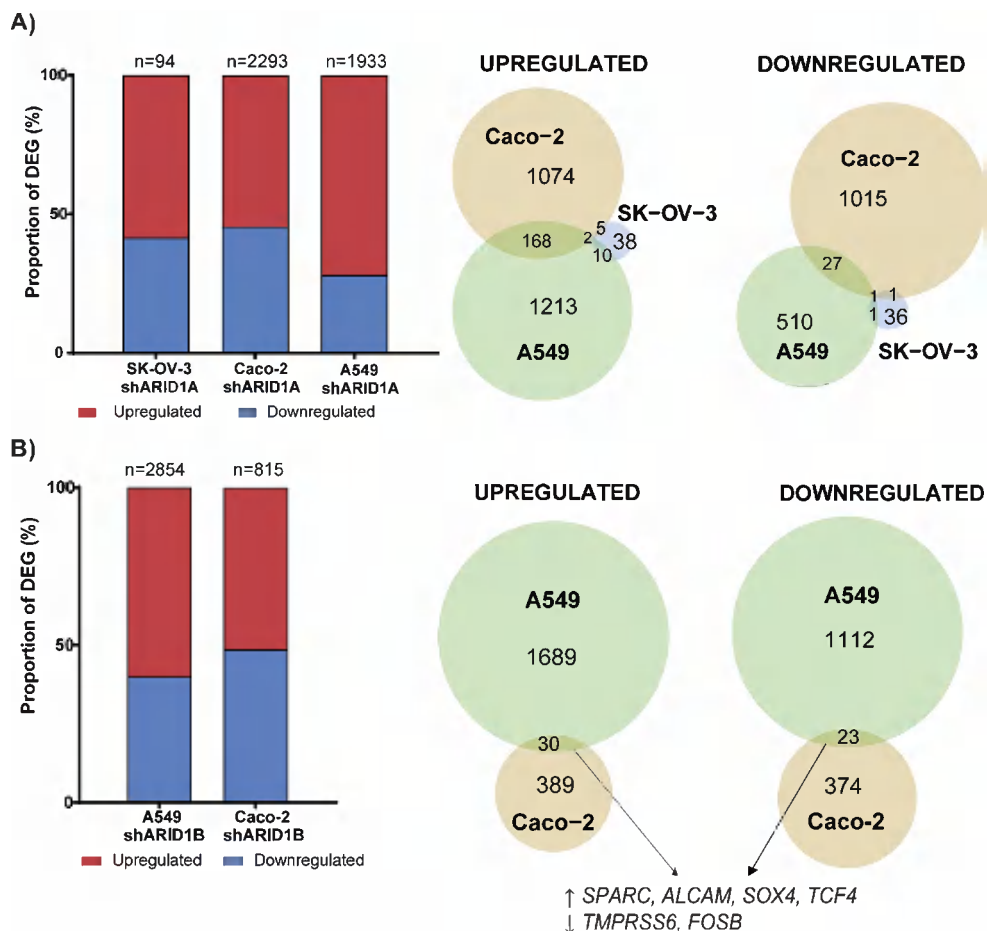 A)
n=94 n=2293 n=1933
Proportion of DEG (%)
100
50
0
SK-OV-3 shARID1A
Caco-2 shARID1A
A549 shARID1A
Upregulated Downregulated
UPREGULATED
Caco−2
1074
SK−OV−3
5
168 2 38
10
1213
A549
DOWNREGULATED
Caco−2
1015
27
1 1
510 1 36
A549 SK−OV−3
B)
n=2854 n=815
Proportion of DEG (%)
100
50
0
A549 shARID1B
Caco-2 shARID1B
Upregulated Downregulated
UPREGULATED
A549
1689
30
389
Caco−2
DOWNREGULATED
A549
1112
23
374
Caco-2
↑ SPARC, ALCAM, SOX4, TCF4
↓ TMPRSS6, FOSB